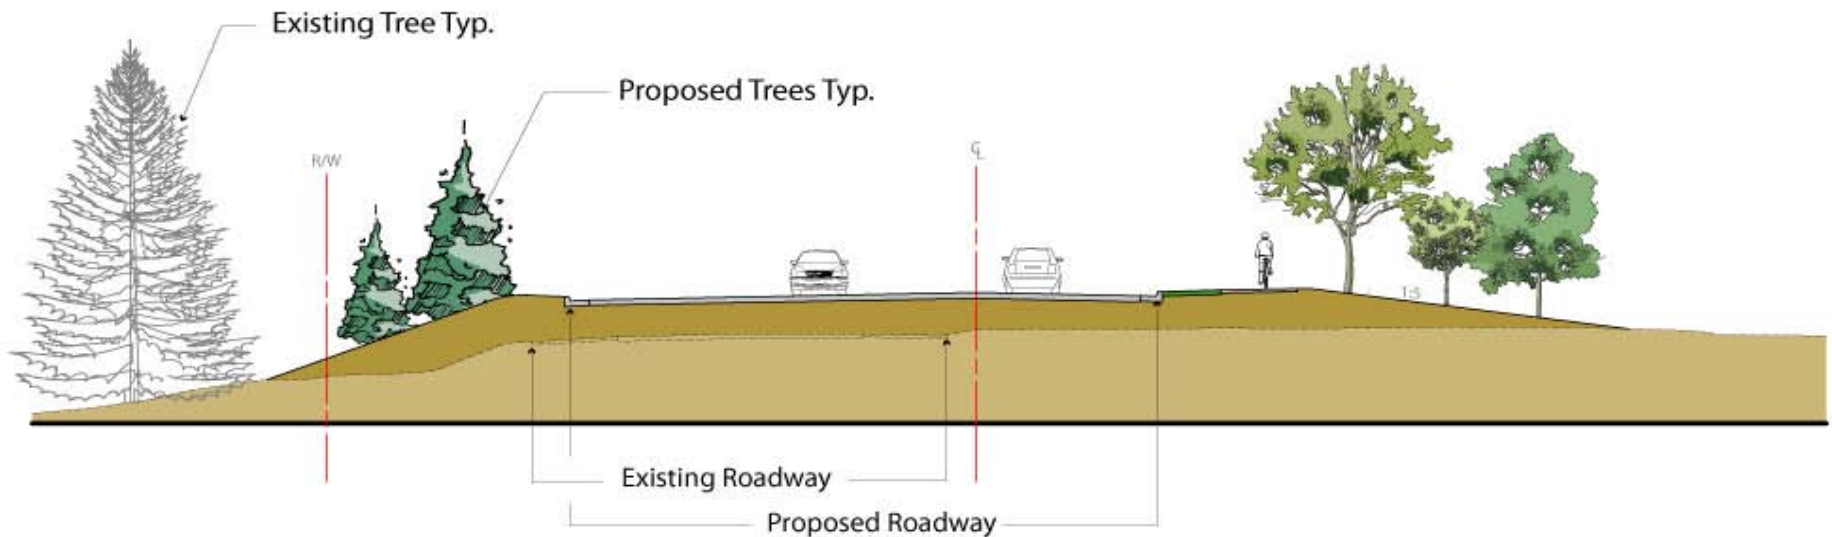 Existing Tree Typ.
Proposed Trees Typ.
R/W
CL
1:5
Existing Roadway
Proposed Roadway